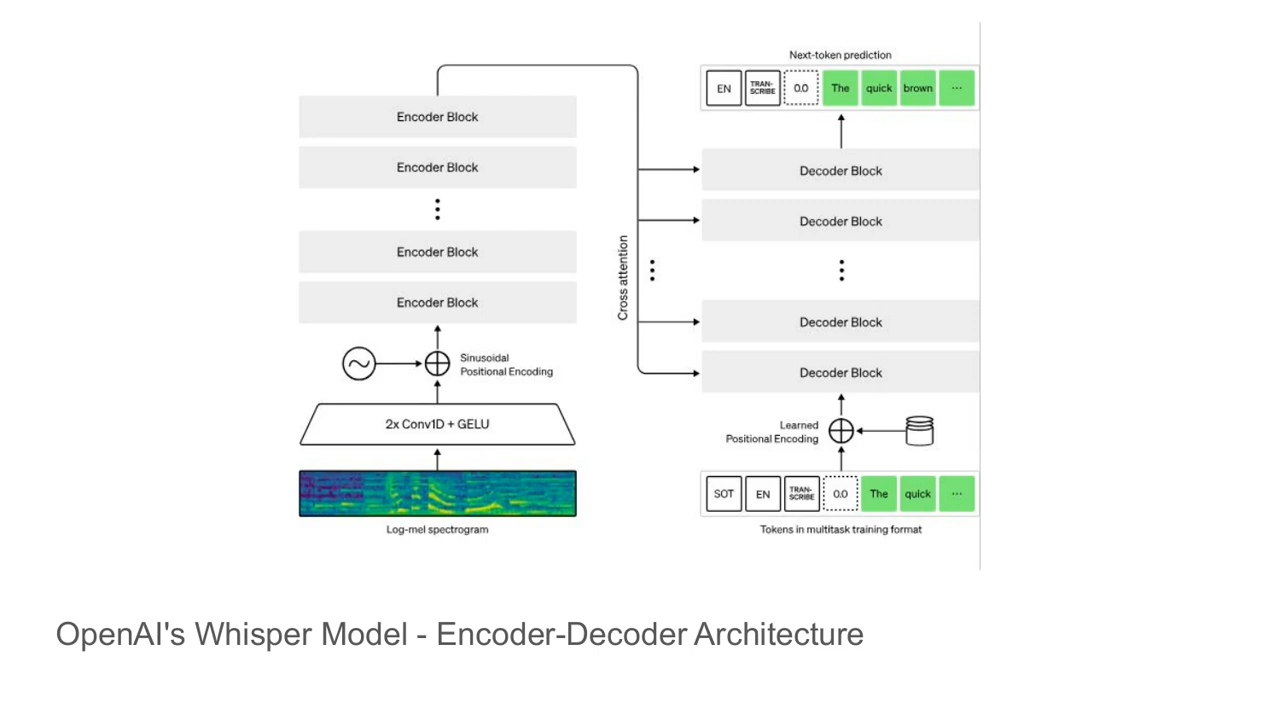 Next-token prediction
EN TRAN-SCRIBE 0.0 The quick brown ...
Encoder Block
Encoder Block
Encoder Block
Encoder Block
Sinusoidal
Positional Encoding
2x Conv1D + GELU
Log-mel spectrogram
Cross attention
Decoder Block
Decoder Block
Decoder Block
Decoder Block
Learned
Positional Encoding
SOT EN TRAN-SCRIBE 0.0 The quick ...
Tokens in multitask training format
OpenAI's Whisper Model - Encoder-Decoder Architecture